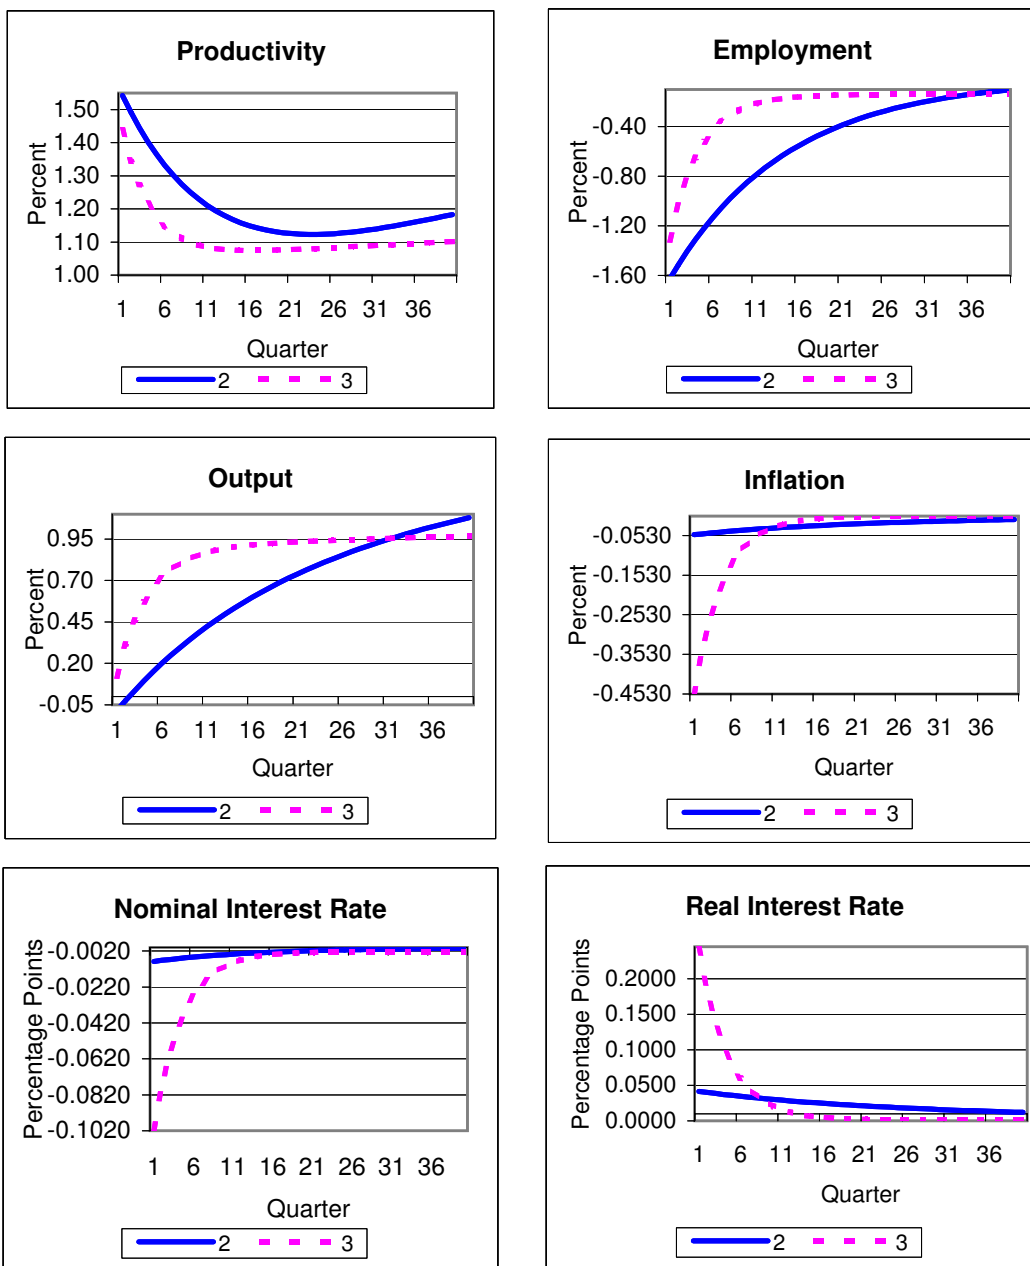 Productivity
Percent
1.50
1.40
1.30
1.20
1.10
1.00
1 6 11 16 21 26 31 36
Quarter
2 3
Employment
Percent
-0.40
-0.80
-1.20
-1.60
1 6 11 16 21 26 31 36
Quarter
2 3
Output
Percent
0.95
0.70
0.45
0.20
-0.05
1 6 11 16 21 26 31 36
Quarter
2 3
Inflation
Percent
-0.0530
-0.1530
-0.2530
-0.3530
-0.4530
1 6 11 16 21 26 31 36
Quarter
2 3
Nominal Interest Rate
Percentage Points
-0.0020
-0.0220
-0.0420
-0.0620
-0.0820
-0.1020
1 6 11 16 21 26 31 36
Quarter
2 3
Real Interest Rate
Percentage Points
0.2000
0.1500
0.1000
0.0500
0.0000
1 6 11 16 21 26 31 36
Quarter
2 3